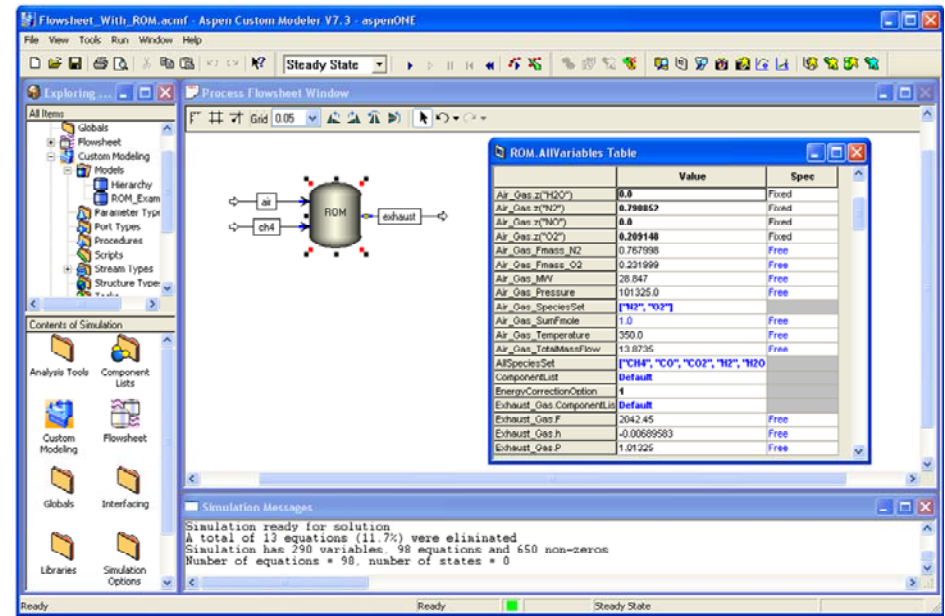 Flowsheet_With_ROM.acmf - Aspen Custom Modeler V7.3 - aspenONE
File View Tools Run Window Help
Steady State
Exploring ...
All Items
Globals
Flowsheet
Custom Modeling
Models
Hierarchy
ROM_Exam
Parameter Type
Port Types
Procedures
Scripts
Stream Types
Structure Type
Tasks
Contents of Simulation
Analysis Tools
Component Lists
Custom Modeling
Flowsheet
Globals
Interfacing
Libraries
Simulation Options
Process Flowsheet Window
Grid 0.05
air
ch4
ROM
exhaust
ROM.AllVariables Table
Value Spec
Air_Gas.z("H2O") 0.0 Fixed
Air_Gas.z("N2") 0.790852 Fixed
Air_Gas.z("NO") 0.0 Fixed
Air_Gas.z("O2") 0.209148 Fixed
Air_Gas_Fmass_N2 0.767998 Free
Air_Gas_Fmass_O2 0.231999 Free
Air_Gas_MW 28.847 Free
Air_Gas_Pressure 101325.0 Free
Air_Gas_SpeciesSet ["N2", "O2"]
Air_Gas_SumFmole 1.0 Free
Air_Gas_Temperature 350.0 Free
Air_Gas_TotalMassFlow 13.8735 Free
AllSpeciesSet ["CH4", "CO", "CO2", "H2", "H2O
ComponentList Default
EnergyCorrectionOption 1
Exhaust_Gas.ComponentLis Default
Exhaust_Gas.F 2042.45 Free
Exhaust_Gas.h -0.00689583 Free
Exhaust_Gas.P 1.01325 Free
Simulation Messages
Simulation ready for solution
A total of 13 equations (11.7%) were eliminated
Simulation has 290 variables, 98 equations and 650 non-zeros
Number of equations = 98, number of states = 0
Ready Ready Steady State